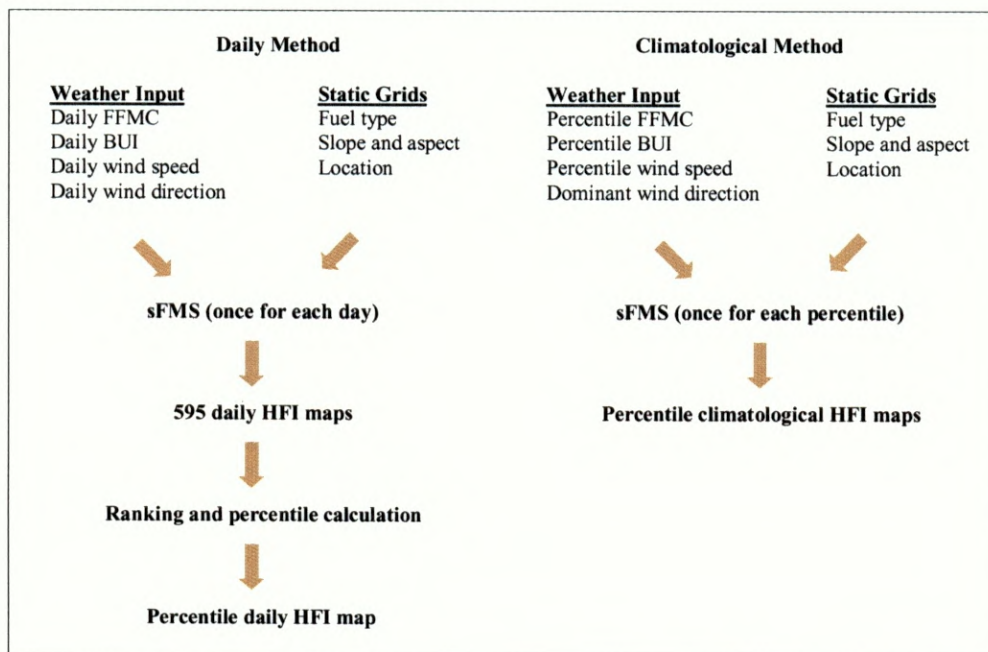 Daily Method
Weather Input
Daily FFMC
Daily BUI
Daily wind speed
Daily wind direction
Static Grids
Fuel type
Slope and aspect
Location
sFMS (once for each day)
595 daily HFI maps
Ranking and percentile calculation
Percentile daily HFI map
Climatological Method
Weather Input
Percentile FFMC
Percentile BUI
Percentile wind speed
Dominant wind direction
Static Grids
Fuel type
Slope and aspect
Location
sFMS (once for each percentile)
Percentile climatological HFI maps